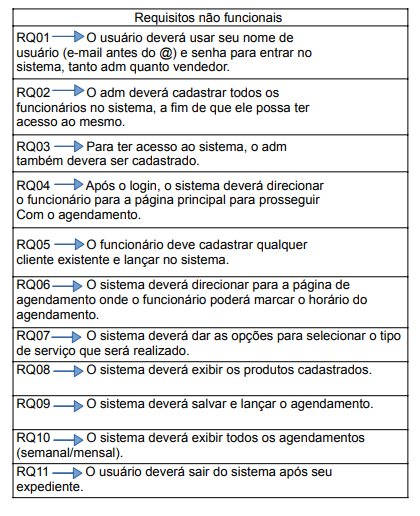 Requisitos não funcionais
RQ01 O usuário deverá usar seu nome de
usuário (e-mail antes do @) e senha para entrar no
sistema, tanto adm quanto vendedor.
RQ02 O adm deverá cadastrar todos os
funcionários no sistema, a fim de que ele possa ter
acesso ao mesmo.
RQ03 Para ter acesso ao sistema, o adm
também devera ser cadastrado.
RQ04 Após o login, o sistema deverá direcionar
o funcionário para a página principal para prosseguir
Com o agendamento.
RQ05 O funcionário deve cadastrar qualquer
cliente existente e lançar no sistema.
RQ06 O sistema deverá direcionar para a página de
agendamento onde o funcionário poderá marcar o horário do
agendamento.
RQ07 O sistema deverá dar as opções para selecionar o tipo
de serviço que será realizado.
RQ08 O sistema deverá exibir os produtos cadastrados.
RQ09 O sistema deverá salvar e lançar o agendamento.
RQ10 O sistema deverá exibir todos os agendamentos
(semanal/mensal).
RQ11 O usuário deverá sair do sistema após seu
expediente.